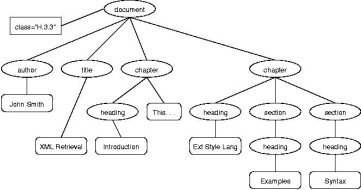 document
class="H.3.3"
author title chapter chapter
John Smith
heading This. . . heading section section
XML Retrieval Introduction Ext Style Lang heading heading
Examples Syntax